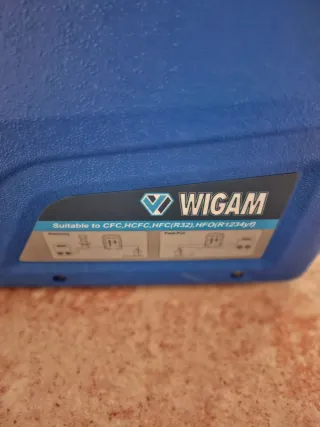 WIGAM
Suitable to CFC,HCFC,HFC(R32),HFO(R1234yf)